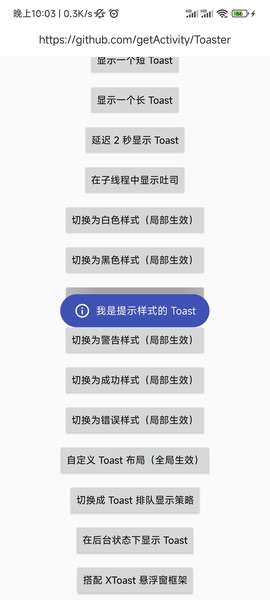 晚上10:03 | 0.3K/s
https://github.com/getActivity/Toaster
显示一个短 Toast
显示一个长 Toast
延迟 2 秒显示 Toast
在子线程中显示吐司
切换为白色样式（局部生效）
切换为黑色样式（局部生效）
我是提示样式的 Toast
切换为警告样式（局部生效）
切换为成功样式（局部生效）
切换为错误样式（局部生效）
自定义 Toast 布局（全局生效）
切换成 Toast 排队显示策略
在后台状态下显示 Toast
搭配 XToast 悬浮窗框架